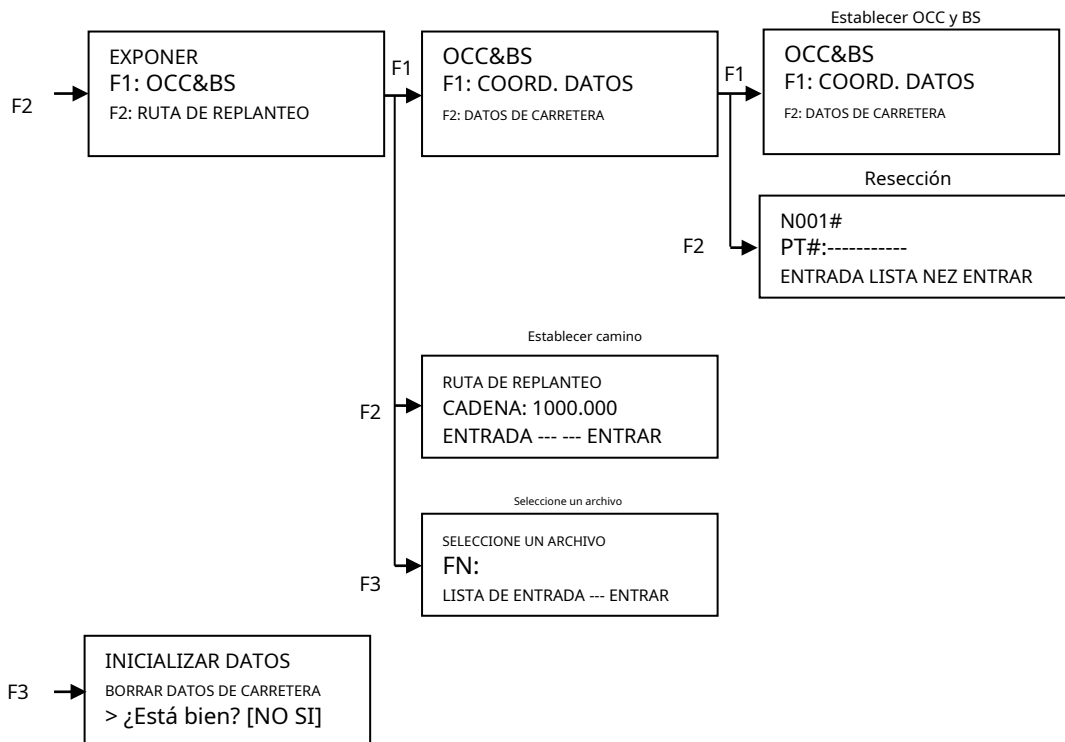 F2
EXPONER
F1: OCC&BS
F2: RUTA DE REPLANTEO
F1
OCC&BS
F1: COORD. DATOS
F2: DATOS DE CARRETERA
F1
Establecer OCC y BS
OCC&BS
F1: COORD. DATOS
F2: DATOS DE CARRETERA
Resección
F2
N001#
PT#:-----------
ENTRADA LISTA NEZ ENTRAR
Establecer camino
F2
RUTA DE REPLANTEO
CADENA: 1000.000
ENTRADA --- --- ENTRAR
Seleccione un archivo
F3
SELECCIONE UN ARCHIVO
FN:
LISTA DE ENTRADA --- ENTRAR
F3
INICIALIZAR DATOS
BORRAR DATOS DE CARRETERA
> ¿Está bien? [NO SI]